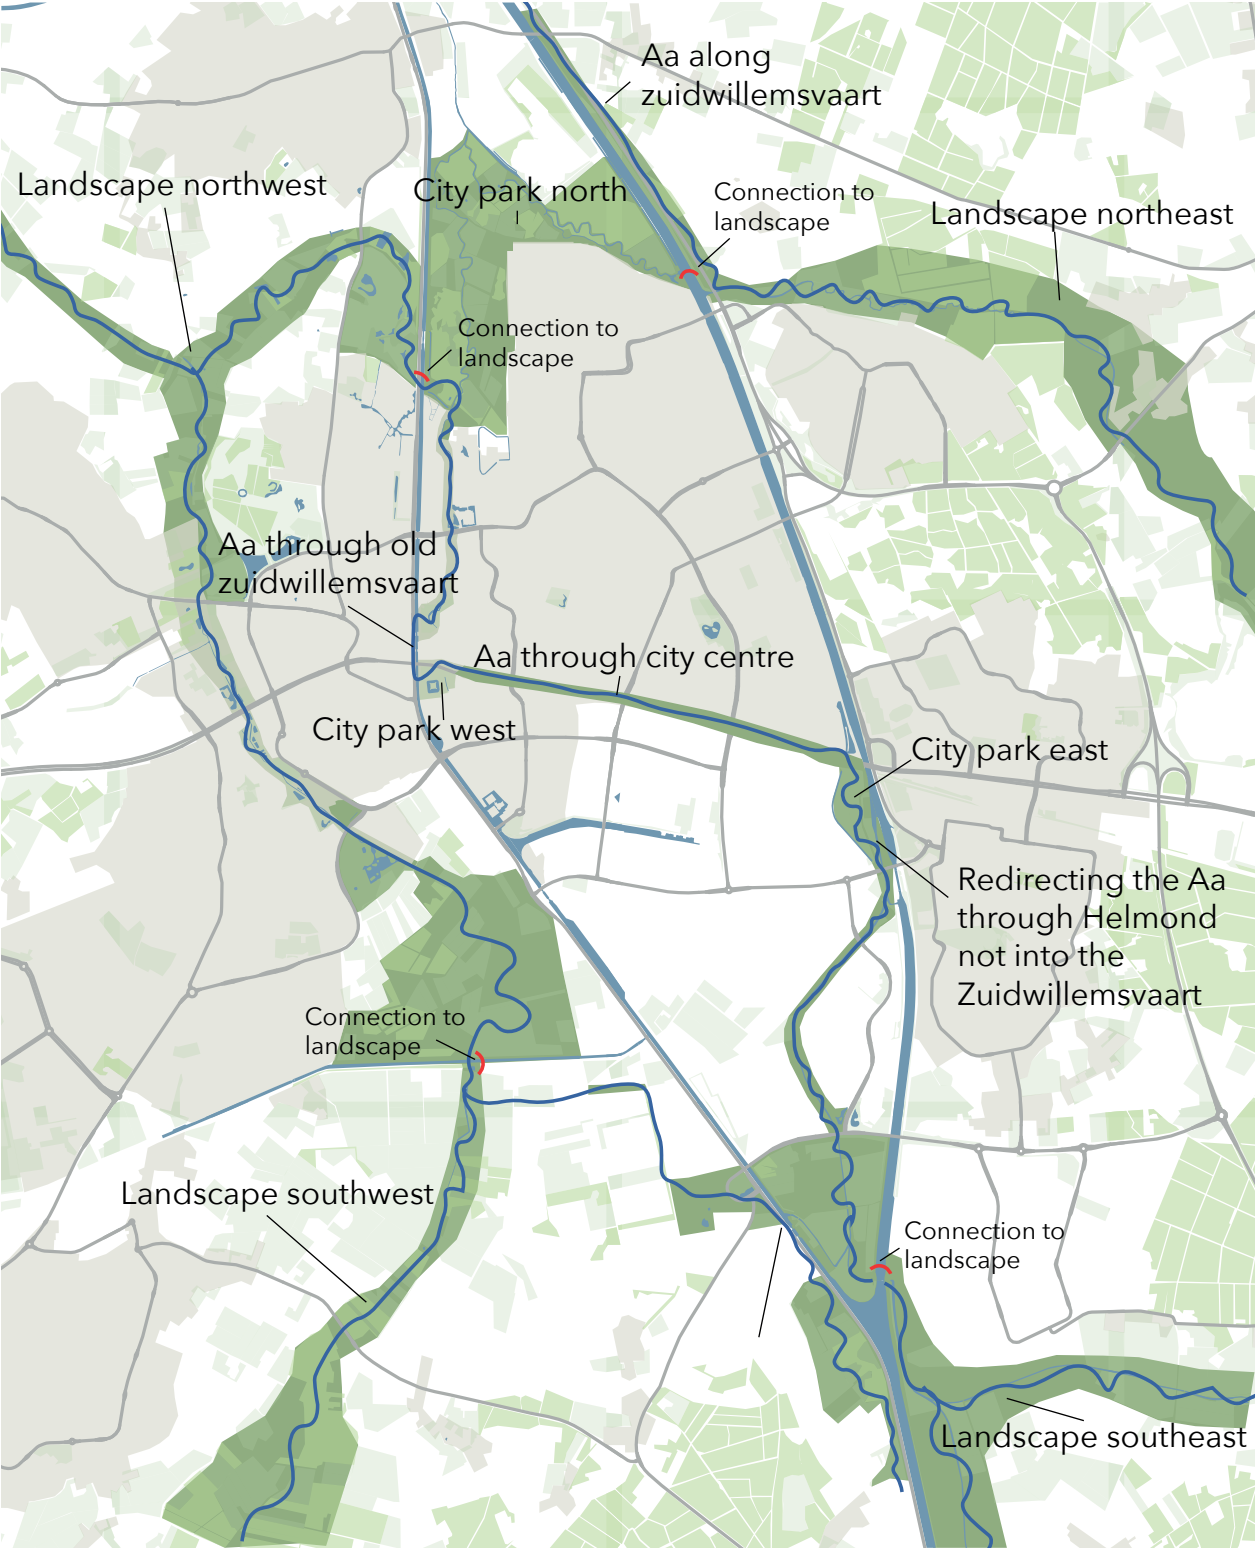 Aa along
zuidwillemsvaart
Landscape northwest
City park north
Connection to
landscape
Landscape northeast
Connection to
landscape
Aa through old
zuidwillemsvaart
Aa through city centre
City park west
City park east
Redirecting the Aa
through Helmond
not into the
Zuidwillemsvaart
Connection to
landscape
Landscape southwest
Connection to
landscape
Landscape southeast